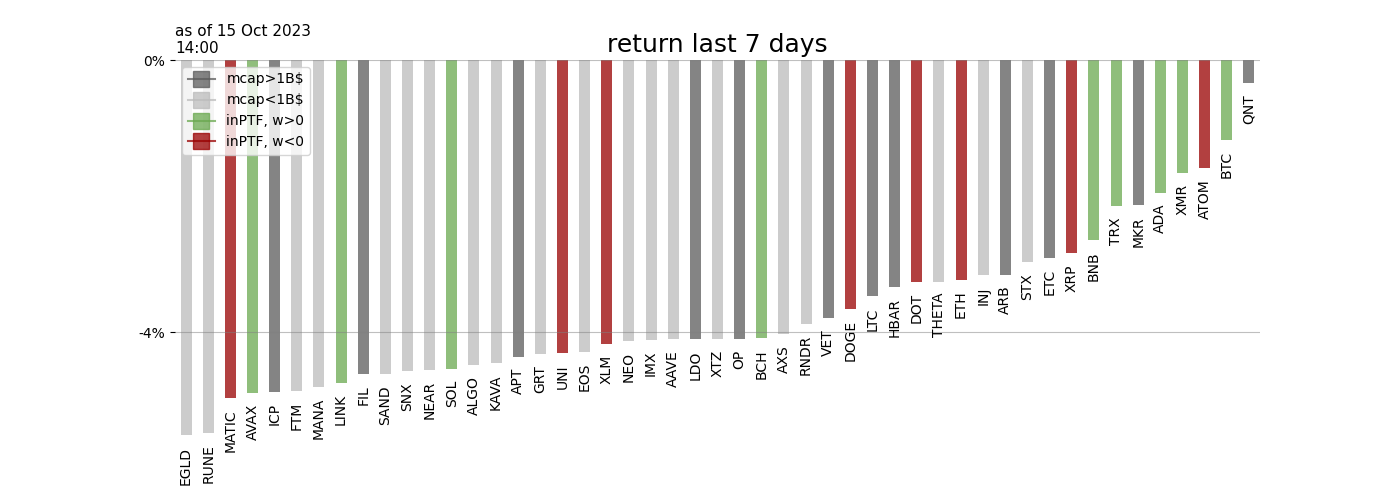 as of 15 Oct 2023
14:00
return last 7 days
0%
-4%
mcap>1B$
mcap<1B$
inPTF, w>0
inPTF, w<0
EGLD
RUNE
MATIC
AVAX
ICP
FTM
MANA
LINK
FIL
SAND
SNX
NEAR
SOL
ALGO
KAVA
APT
GRT
UNI
EOS
XLM
NEO
IMX
AAVE
LDO
XTZ
OP
BCH
AXS
RNDR
VET
DOGE
LTC
HBAR
DOT
THETA
ETH
INJ
ARB
STX
ETC
XRP
BNB
TRX
MKR
ADA
XMR
ATOM
BTC
QNT